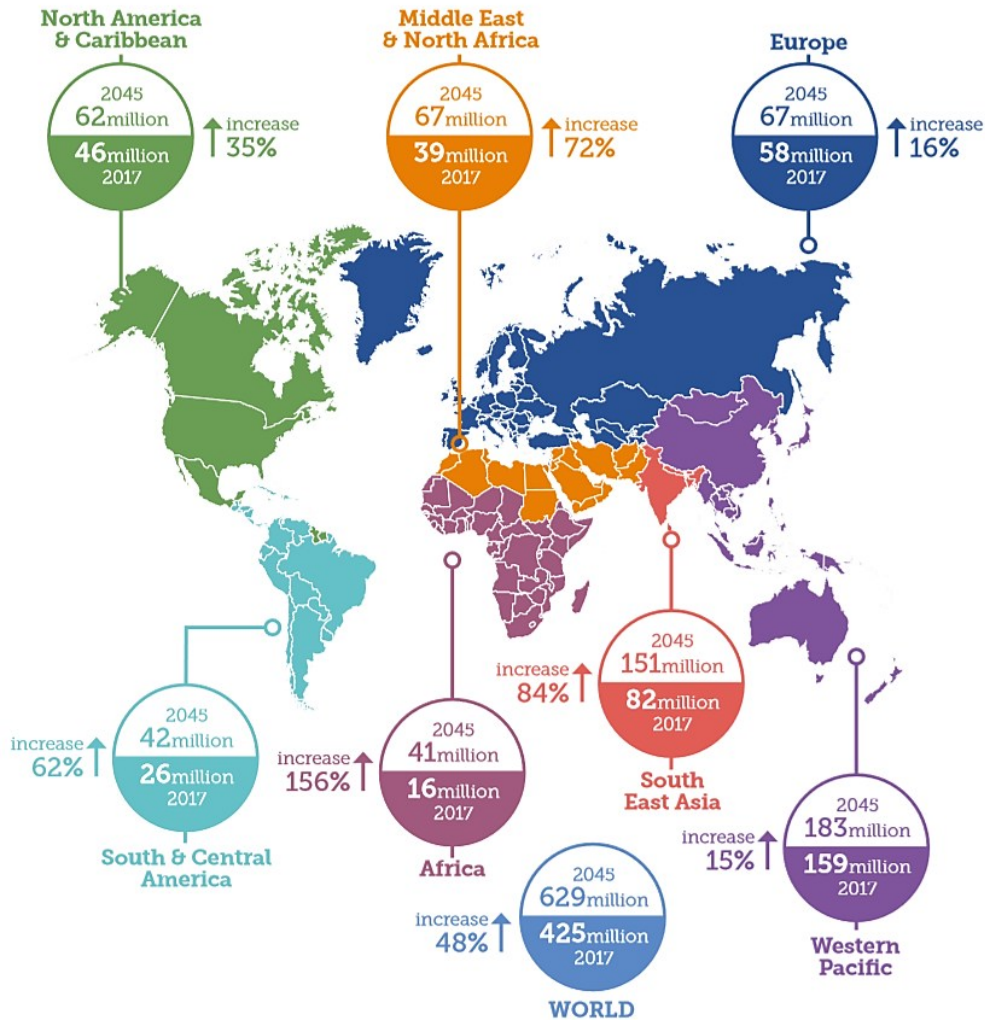 North America
& Caribbean
2045
62million
46million
2017
increase
35%
Middle East
& North Africa
2045
67million
39million
2017
increase
72%
Europe
2045
67million
58million
2017
increase
16%
increase
62%
2045
42million
26million
2017
South & Central
America
increase
156%
2045
41million
16million
2017
Africa
increase
84%
2045
151million
82million
2017
South
East Asia
increase
15%
2045
183million
159million
2017
Western
Pacific
increase
48%
2045
629million
425million
2017
WORLD